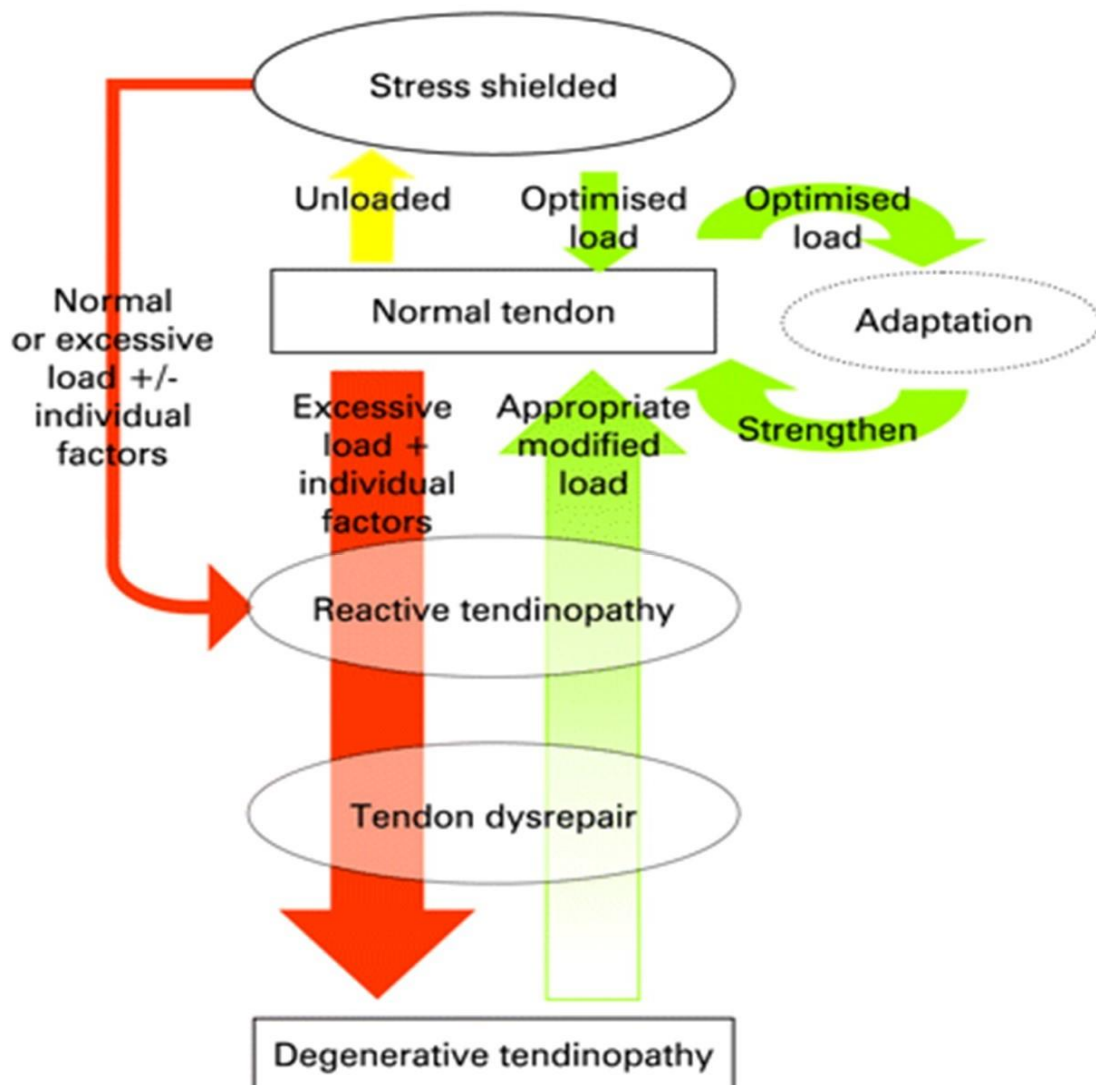 Stress shielded
Unloaded
Optimised
load
Optimised
load
Normal
or excessive
load +/-
individual
factors
Normal tendon
Adaptation
Excessive
load +
individual
factors
Appropriate
modified
load
Strengthen
Reactive tendinopathy
Tendon dysrepair
Degenerative tendinopathy